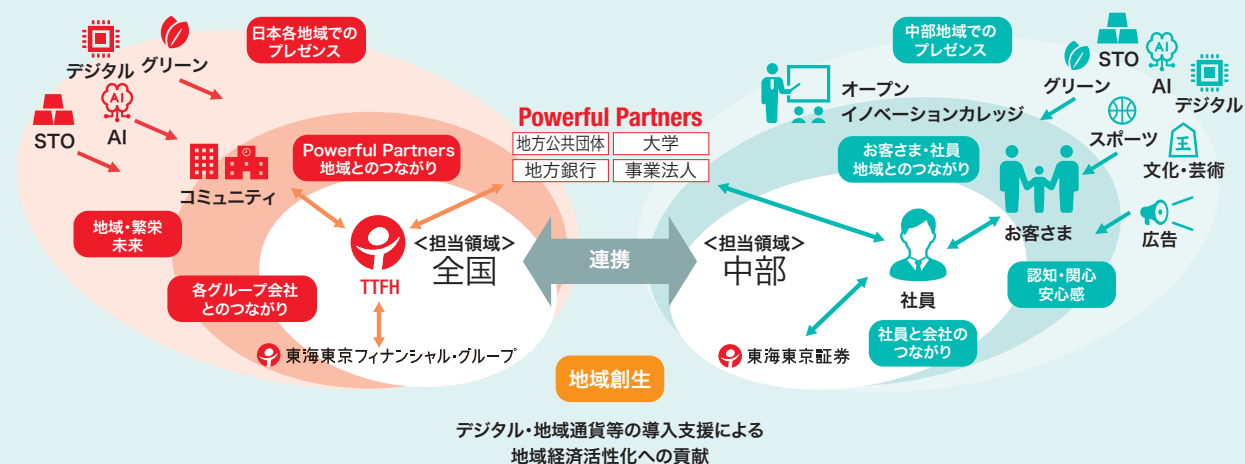 日本各地域での
プレゼンス
デジタル
グリーン
STO
AI
AI
コミュニティ
Powerful Partners
地域とのつながり
地域・繁栄
未来
各グループ会社
とのつながり
TTFH
<担当領域>
全国
東海東京フィナンシャル・グループ
Powerful Partners
地方公共団体
大学
地方銀行
事業法人
連携
中部地域での
プレゼンス
オープン
イノベーションカレッジ
グリーン
STO
AI
AI
デジタル
スポーツ
王
文化・芸術
お客さま・社員
地域とのつながり
お客さま
広告
<担当領域>
中部
社員
認知・関心
安心感
社員と会社の
つながり
東海東京証券
地域創生
デジタル・地域通貨等の導入支援による
地域経済活性化への貢献